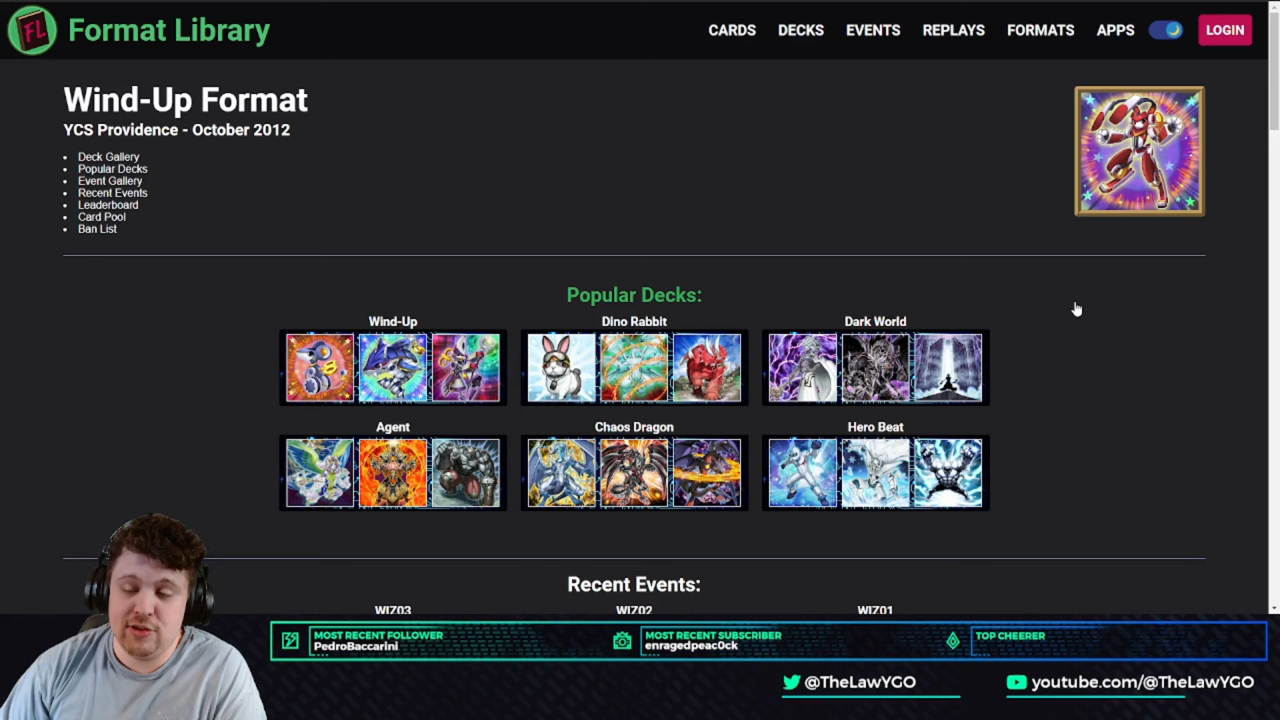 FL Format Library
CARDS DECKS EVENTS REPLAYS FORMATS APPS LOGIN
Wind-Up Format
YCS Providence - October 2012
Deck Gallery
Popular Decks
Event Gallery
Recent Events
Leaderboard
Card Pool
Ban List
Popular Decks:
Wind-Up Dino Rabbit Dark World
Agent Chaos Dragon Hero Beat
Recent Events:
WIZ03 WIZ02 WIZ01
MOST RECENT FOLLOWER MOST RECENT SUBSCRIBER TOP CHEERER
PedroBaccarini enragedpeac0ck
@TheLawYGO youtube.com/@TheLawYGO